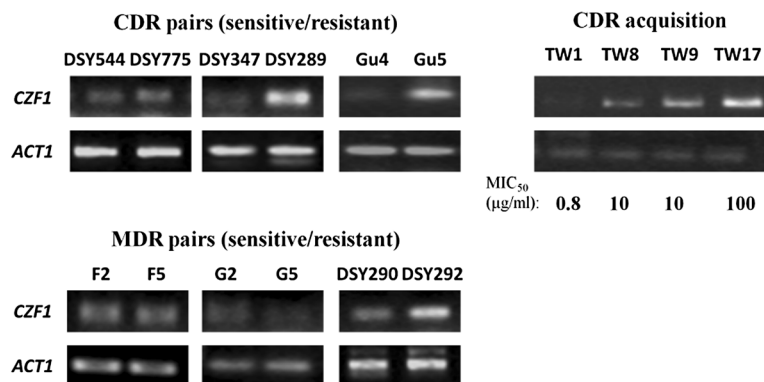 CDR pairs (sensitive/resistant)
DSY544 DSY775 DSY347 DSY289 Gu4 Gu5
CZF1
ACT1
CDR acquisition
TW1 TW8 TW9 TW17
MIC₅₀
(μg/ml): 0.8 10 10 100
MDR pairs (sensitive/resistant)
F2 F5 G2 G5 DSY290 DSY292
CZF1
ACT1